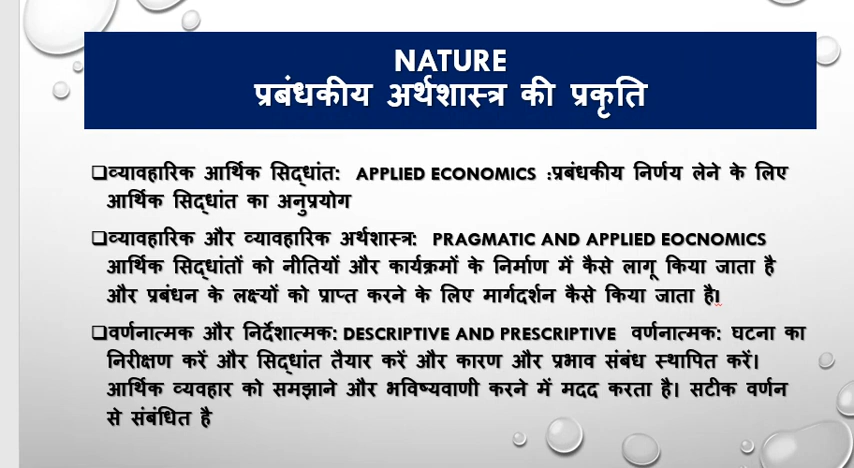 NATURE
प्रबंधकीय अर्थशास्त्र की प्रकृति
❑व्यावहारिक आर्थिक सिद्धांत: APPLIED ECONOMICS :प्रबंधकीय निर्णय लेने के लिए
आर्थिक सिद्धांत का अनुप्रयोग
❑व्यावहारिक और व्यावहारिक अर्थशास्त्र: PRAGMATIC AND APPLIED EOCNOMICS
आर्थिक सिद्धांतों को नीतियों और कार्यक्रमों के निर्माण में कैसे लागू किया जाता है
और प्रबंधन के लक्ष्यों को प्राप्त करने के लिए मार्गदर्शन कैसे किया जाता है।
❑वर्णनात्मक और निर्देशात्मक: DESCRIPTIVE AND PRESCRIPTIVE वर्णनात्मक: घटना का
निरीक्षण करें और सिद्धांत तैयार करें और कारण और प्रभाव संबंध स्थापित करें।
आर्थिक व्यवहार को समझाने और भविष्यवाणी करने में मदद करता है। सटीक वर्णन
से संबंधित है